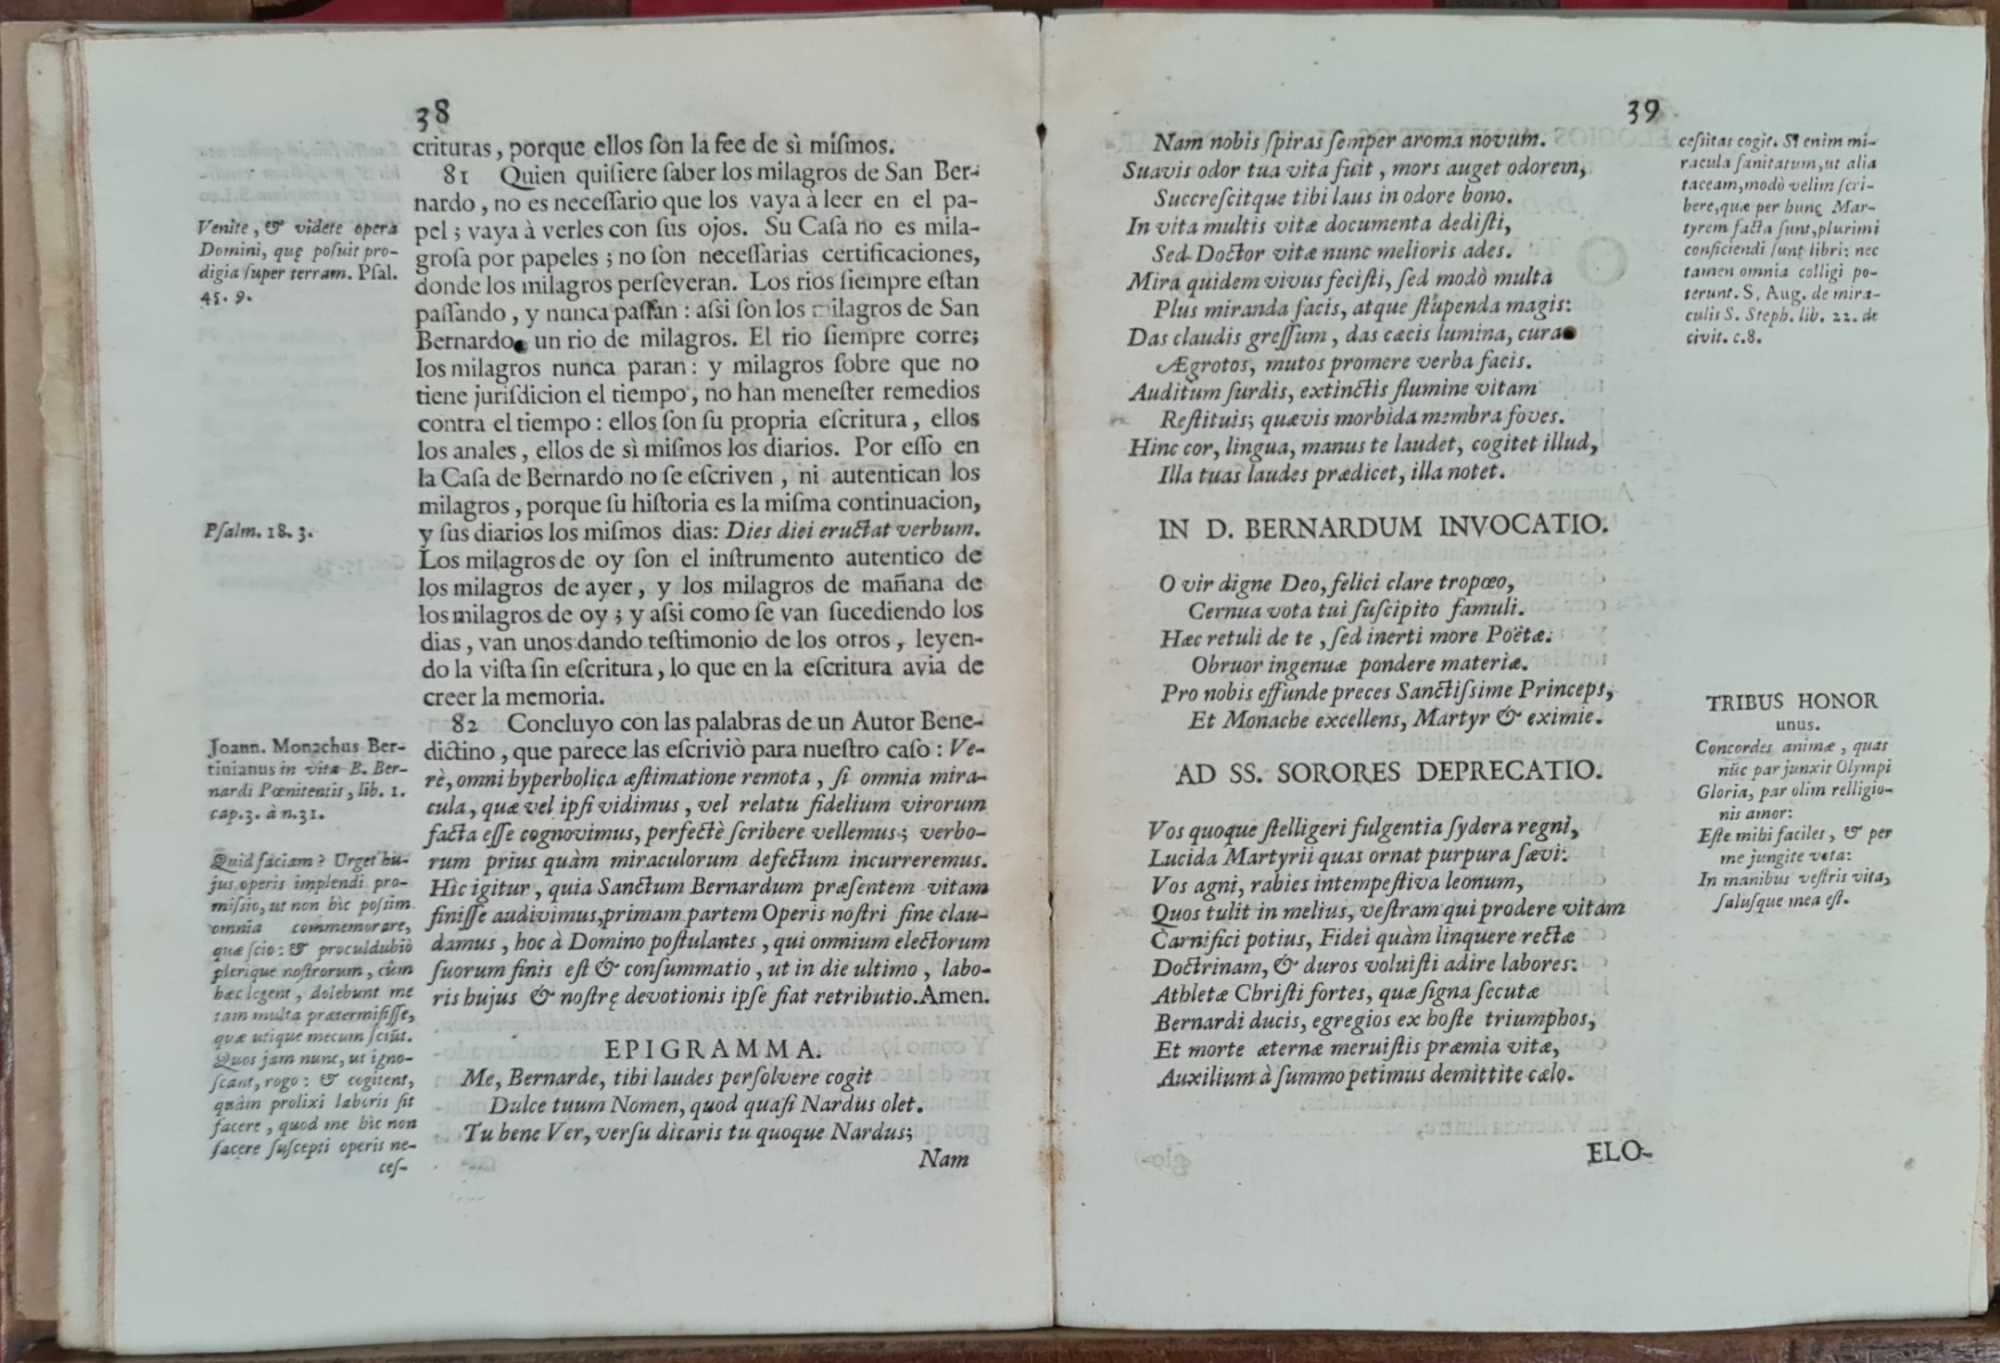 38
crituras, porque ellos ſon la fee de sì miſmos.
81 Quien quiſiere ſaber los milagros de San Ber-
nardo, no es neceſſario que los vaya à leer en el pa-
pel; vaya à verles con ſus ojos. Su Caſa no es mila-
groſa por papeles; no ſon neceſſarias certificaciones,
donde los milagros perſeveran. Los rios ſiempre eſtan
paſſando, y nunca paſſan: aſsi ſon los milagros de San
Bernardo un rio de milagros. El rio ſiempre corre;
los milagros nunca paran: y milagros ſobre que no
tiene juriſdicion el tiempo, no han meneſter remedios
contra el tiempo: ellos ſon ſu propria eſcritura, ellos
los anales, ellos de sì miſmos los diarios. Por eſſo en
la Caſa de Bernardo no ſe eſcriven, ni autentican los
milagros, porque ſu hiſtoria es la miſma continuacion,
y ſus diarios los miſmos dias: Dies diei eructat verbum.
Los milagros de oy ſon el inſtrumento autentico de
los milagros de ayer, y los milagros de mañana de
los milagros de oy; y aſsi como ſe van ſucediendo los
dias, van unos dando teſtimonio de los otros, leyen-
do la viſta ſin eſcritura, lo que en la eſcritura avia de
creer la memoria.
82 Concluyo con las palabras de un Autor Bene-
dictino, que parece las eſcriviò para nueſtro caſo: Ve-
rè, omni hyperbolica æſtimatione remota, ſi omnia mira-
cula, quæ vel ipſi vidimus, vel relatu fidelium virorum
facta eſſe cognovimus, perfectè ſcribere vellemus; verbo-
rum prius quàm miraculorum defectum incurreremus.
Hìc igitur, quia Sanctum Bernardum præſentem vitam
finiſſe audivimus, primam partem Operis noſtri fine clau-
damus, hoc à Domino poſtulantes, qui omnium electorum
ſuorum finis eſt & conſummatio, ut in die ultimo, labo-
ris hujus & noſtrę devotionis ipſe fiat retributio. Amen.
EPIGRAMMA.
Me, Bernarde, tibi laudes perſolvere cogit
Dulce tuum Nomen, quod quaſi Nardus olet.
Tu bene Ver, verſu dicaris tu quoque Nardus;
Nam
Venite, & videte opera
Domini, quę poſuit pro-
digia ſuper terram. Pſal.
45. 9.
Pſalm. 18. 3.
Joann. Monachus Ber-
tinianus in vita B. Ber-
nardi Pœnitentis, lib. 1.
cap. 3. à n. 31.
Quid faciam? Urget hu-
jus operis implendi pro-
miſsio, ut non hìc poſsim
omnia commemorare,
quæ ſcio: & proculdubiò
plerique noſtrorum, cùm
hæc legent, dolebunt me
tam multa prætermiſiſſe,
quæ utique mecum ſciūt.
Quos jam nunc, ut igno-
ſcant, rogo: & cogitent,
quàm prolixi laboris ſit
facere, quod me hìc non
facere ſuſcepti operis ne-
ceſ-
39
Nam nobis ſpiras ſemper aroma novum.
Suavis odor tua vita fuit, mors auget odorem,
Succreſcitque tibi laus in odore bono.
In vita multis vitæ documenta dediſti,
Sed Doctor vitæ nunc melioris ades.
Mira quidem vivus feciſti, ſed modò multa
Plus miranda facis, atque ſtupenda magis:
Das claudis greſſum, das cæcis lumina, curas
Ægrotos, mutos promere verba facis.
Auditum ſurdis, extinctis flumine vitam
Reſtituis; quævis morbida membra foves.
Hinc cor, lingua, manus te laudet, cogitet illud,
Illa tuas laudes prædicet, illa notet.
IN D. BERNARDUM INVOCATIO.
O vir digne Deo, felici clare tropæo,
Cernua vota tui ſuſcipito famuli.
Hæc retuli de te, ſed inerti more Poëtæ.
Obruor ingenuæ pondere materiæ.
Pro nobis effunde preces Sanctiſsime Princeps,
Et Monache excellens, Martyr & eximie.
AD SS. SORORES DEPRECATIO.
Vos quoque ſtelligeri fulgentia ſydera regni,
Lucida Martyrii quas ornat purpura ſævi:
Vos agni, rabies intempeſtiva leonum,
Quos tulit in melius, veſtram qui prodere vitam
Carnifici potius, Fidei quàm linquere rectæ
Doctrinam, & duros voluiſti adire labores:
Athletæ Chriſti fortes, quæ ſigna ſecutæ
Bernardi ducis, egregios ex hoſte triumphos,
Et morte æternæ meruiſtis præmia vitæ,
Auxilium à ſummo petimus demittite cælo.
ELO-
ceſsitas cogit. Si enim mi-
racula ſanitatum, ut alia
taceam, modò velim ſcri-
bere, quæ per hunc Mar-
tyrem facta ſunt, plurimi
conficiendi ſunt libri: nec
tamen omnia colligi po-
terunt. S. Aug. de mira-
culis S. Steph. lib. 22. de
civit. c. 8.
TRIBUS HONOR
unus.
Concordes animæ, quas
nūc par junxit Olympi
Gloria, par olim relligio-
nis amor:
Eſte mihi faciles, & per
me jungite vota:
In manibus veſtris vita,
ſaluſque mea eſt.